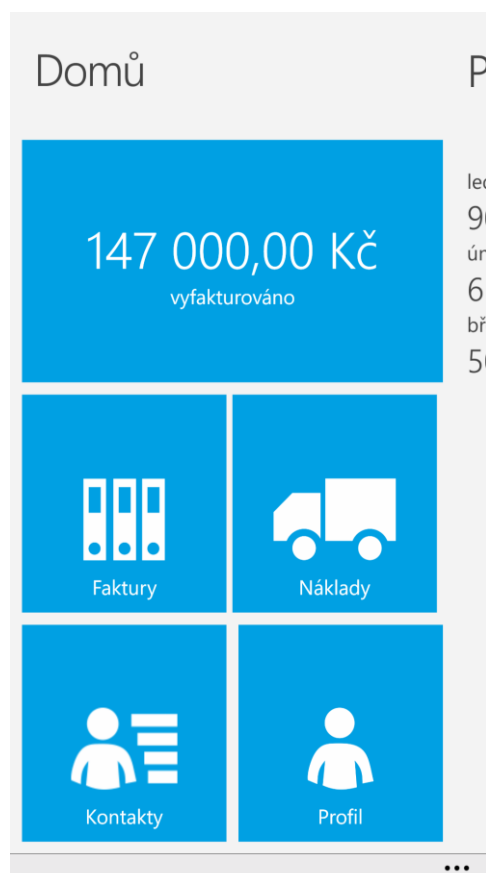 Domů
147 000,00 Kč
vyfakturováno
Faktury
Náklady
Kontakty
Profil